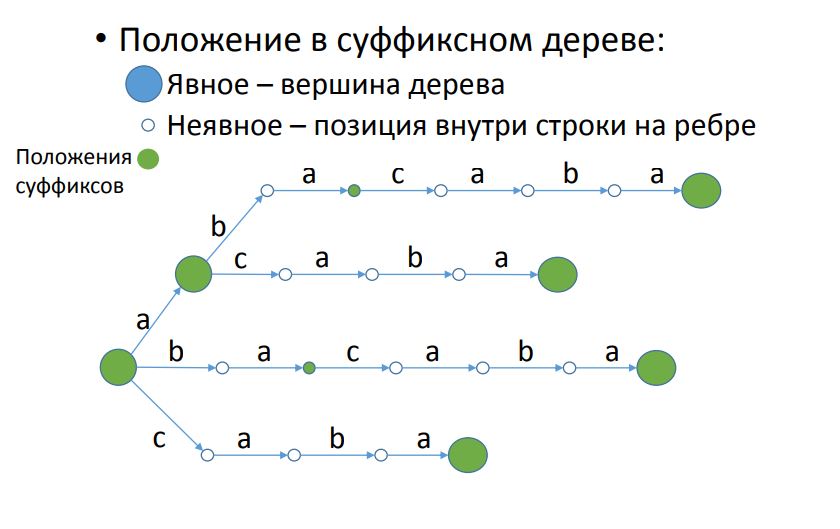 • Положение в суффиксном дереве:
Явное – вершина дерева
Неявное – позиция внутри строки на ребре
Положения
суффиксов
a c a b a
b
c a b a
a
b a c a b a
c a b a